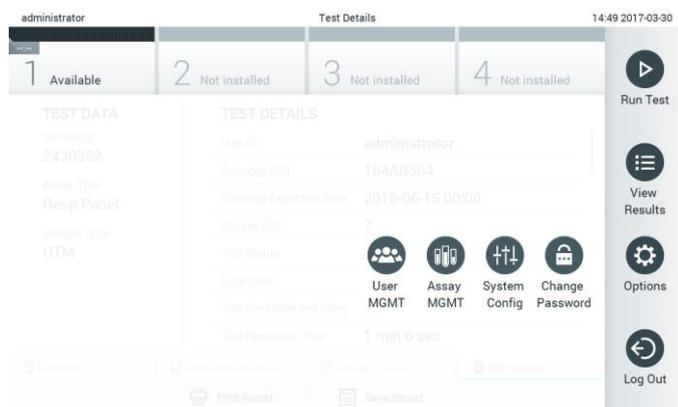 administrator Test Details 14:49 2017-03-30
--:--
1 Available 2 Not installed 3 Not installed 4 Not installed
Run Test
View
Results
Options
Log Out
TEST DATA
Sample ID
2430362
Assay Type
Resp Panel
Sample Type
UTM
TEST DETAILS
User ID administrator
Cartridge S/N 154AB564
Cartridge Expiration Date 2016-06-15 00:00
Module S/N 7
Test Status
Error Code
Test Start Date and Time
Test Execution Time 1 min 6 sec
User
MGMT
Assay
MGMT
System
Config
Change
Password
Test Details
Print Report Save Report